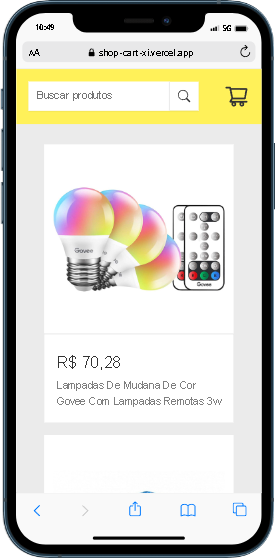 10:49
5G
AA
shop-cart-xi.vercel.app
Buscar produtos
Govee
Govee
R$ 70,28
Lampadas De Mudana De Cor
Govee Com Lampadas Remotas 3w